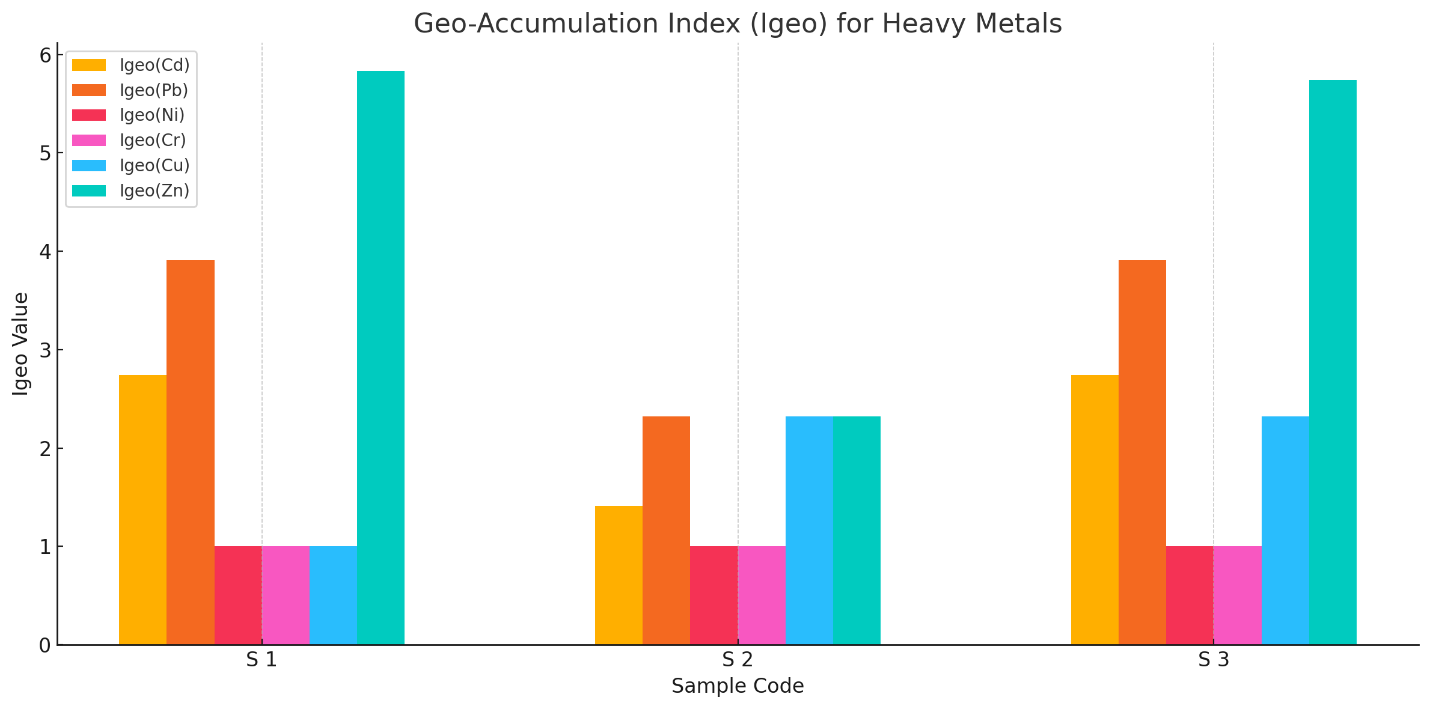 Geo-Accumulation Index (Igeo) for Heavy Metals
Igeo(Cd)
Igeo(Pb)
Igeo(Ni)
Igeo(Cr)
Igeo(Cu)
Igeo(Zn)
Igeo Value
6
5
4
3
2
1
0
S 1
S 2
S 3
Sample Code